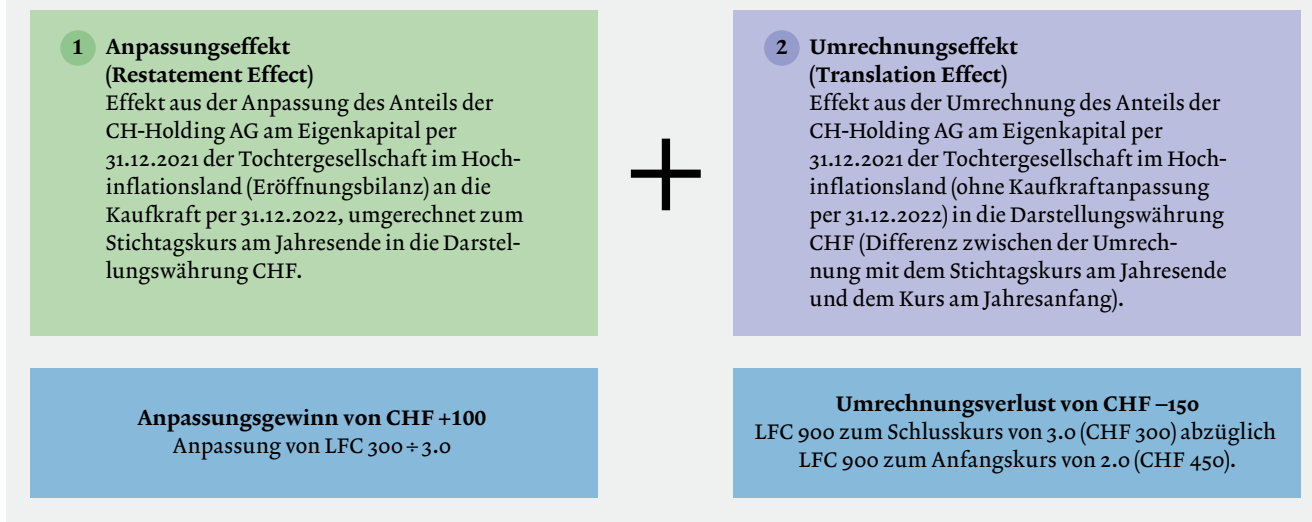 1 Anpassungseffekt
(Restatement Effect)
Effekt aus der Anpassung des Anteils der
CH-Holding AG am Eigenkapital per
31.12.2021 der Tochtergesellschaft im Hoch-
inflationsland (Eröffnungsbilanz) an die
Kaufkraft per 31.12.2022, umgerechnet zum
Stichtagskurs am Jahresende in die Darstel-
lungswährung CHF.
+
2 Umrechnungseffekt
(Translation Effect)
Effekt aus der Umrechnung des Anteils der
CH-Holding AG am Eigenkapital per
31.12.2021 der Tochtergesellschaft im Hoch-
inflationsland (ohne Kaufkraftanpassung
per 31.12.2022) in die Darstellungswährung
CHF (Differenz zwischen der Umrech-
nung mit dem Stichtagskurs am Jahresende
und dem Kurs am Jahresanfang).
Anpassungsgewinn von CHF +100
Anpassung von LFC 300 ÷ 3.0
Umrechnungsverlust von CHF –150
LFC 900 zum Schlusskurs von 3.0 (CHF 300) abzüglich
LFC 900 zum Anfangskurs von 2.0 (CHF 450).